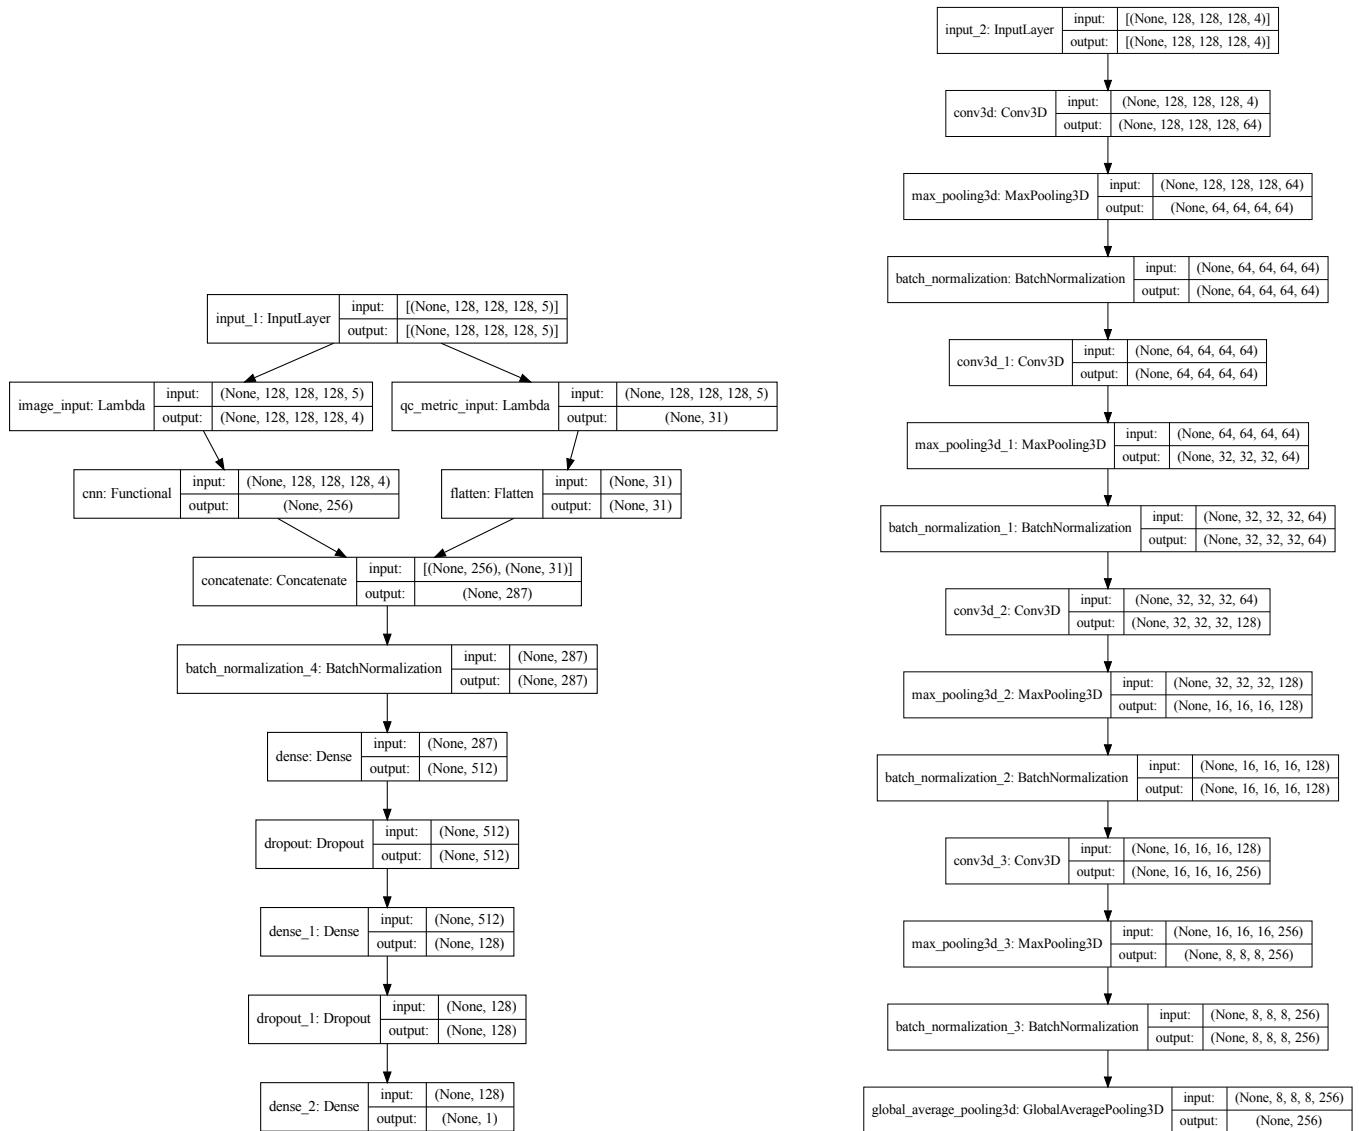 input_1: InputLayer
input: [(None, 128, 128, 128, 5)]
output: [(None, 128, 128, 128, 5)]
image_input: Lambda
input: (None, 128, 128, 128, 5)
output: (None, 128, 128, 128, 4)
qc_metric_input: Lambda
input: (None, 128, 128, 128, 5)
output: (None, 31)
cnn: Functional
input: (None, 128, 128, 128, 4)
output: (None, 256)
flatten: Flatten
input: (None, 31)
output: (None, 31)
concatenate: Concatenate
input: [(None, 256), (None, 31)]
output: (None, 287)
batch_normalization_4: BatchNormalization
input: (None, 287)
output: (None, 287)
dense: Dense
input: (None, 287)
output: (None, 512)
dropout: Dropout
input: (None, 512)
output: (None, 512)
dense_1: Dense
input: (None, 512)
output: (None, 128)
dropout_1: Dropout
input: (None, 128)
output: (None, 128)
dense_2: Dense
input: (None, 128)
output: (None, 1)
input_2: InputLayer
input: [(None, 128, 128, 128, 4)]
output: [(None, 128, 128, 128, 4)]
conv3d: Conv3D
input: (None, 128, 128, 128, 4)
output: (None, 128, 128, 128, 64)
max_pooling3d: MaxPooling3D
input: (None, 128, 128, 128, 64)
output: (None, 64, 64, 64, 64)
batch_normalization: BatchNormalization
input: (None, 64, 64, 64, 64)
output: (None, 64, 64, 64, 64)
conv3d_1: Conv3D
input: (None, 64, 64, 64, 64)
output: (None, 64, 64, 64, 64)
max_pooling3d_1: MaxPooling3D
input: (None, 64, 64, 64, 64)
output: (None, 32, 32, 32, 64)
batch_normalization_1: BatchNormalization
input: (None, 32, 32, 32, 64)
output: (None, 32, 32, 32, 64)
conv3d_2: Conv3D
input: (None, 32, 32, 32, 64)
output: (None, 32, 32, 32, 128)
max_pooling3d_2: MaxPooling3D
input: (None, 32, 32, 32, 128)
output: (None, 16, 16, 16, 128)
batch_normalization_2: BatchNormalization
input: (None, 16, 16, 16, 128)
output: (None, 16, 16, 16, 128)
conv3d_3: Conv3D
input: (None, 16, 16, 16, 128)
output: (None, 16, 16, 16, 256)
max_pooling3d_3: MaxPooling3D
input: (None, 16, 16, 16, 256)
output: (None, 8, 8, 8, 256)
batch_normalization_3: BatchNormalization
input: (None, 8, 8, 8, 256)
output: (None, 8, 8, 8, 256)
global_average_pooling3d: GlobalAveragePooling3D
input: (None, 8, 8, 8, 256)
output: (None, 256)